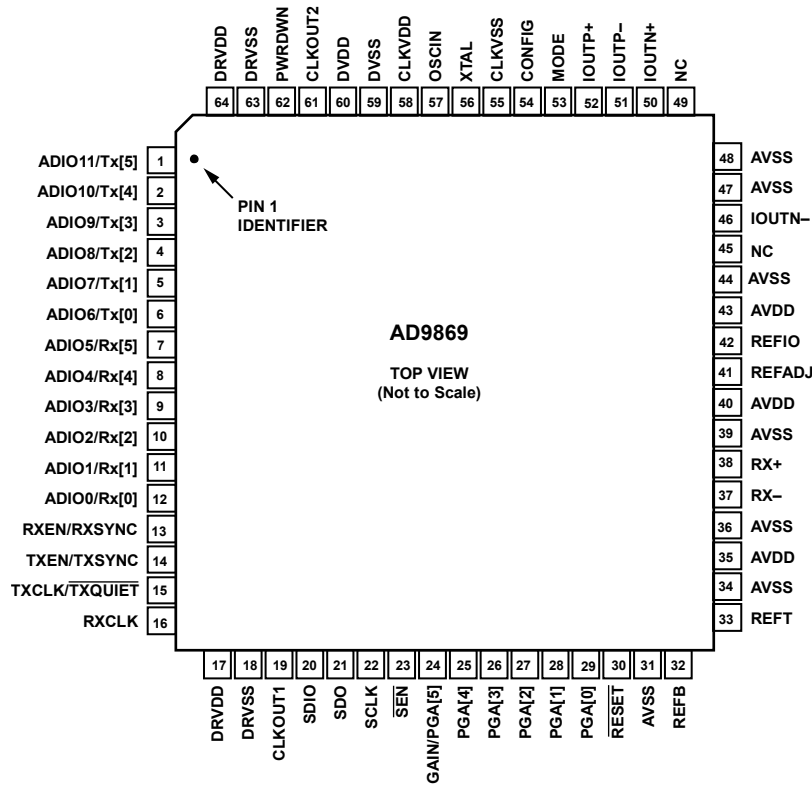 DRVDD
DRVSS
PWRDWN
CLKOUT2
DVDD
DVSS
CLKVDD
OSCIN
XTAL
CLKVSS
CONFIG
MODE
IOUTP+
IOUTP–
IOUTN+
NC
64 63 62 61 60 59 58 57 56 55 54 53 52 51 50 49
ADIO11/Tx[5] 1
ADIO10/Tx[4] 2
ADIO9/Tx[3] 3
ADIO8/Tx[2] 4
ADIO7/Tx[1] 5
ADIO6/Tx[0] 6
ADIO5/Rx[5] 7
ADIO4/Rx[4] 8
ADIO3/Rx[3] 9
ADIO2/Rx[2] 10
ADIO1/Rx[1] 11
ADIO0/Rx[0] 12
RXEN/RXSYNC 13
TXEN/TXSYNC 14
TXCLK/TXQUIET 15
RXCLK 16
PIN 1
IDENTIFIER
AD9869
TOP VIEW
(Not to Scale)
48 AVSS
47 AVSS
46 IOUTN–
45 NC
44 AVSS
43 AVDD
42 REFIO
41 REFADJ
40 AVDD
39 AVSS
38 RX+
37 RX–
36 AVSS
35 AVDD
34 AVSS
33 REFT
17 18 19 20 21 22 23 24 25 26 27 28 29 30 31 32
DRVDD
DRVSS
CLKOUT1
SDIO
SDO
SCLK
SEN
GAIN/PGA[5]
PGA[4]
PGA[3]
PGA[2]
PGA[1]
PGA[0]
RESET
AVSS
REFB